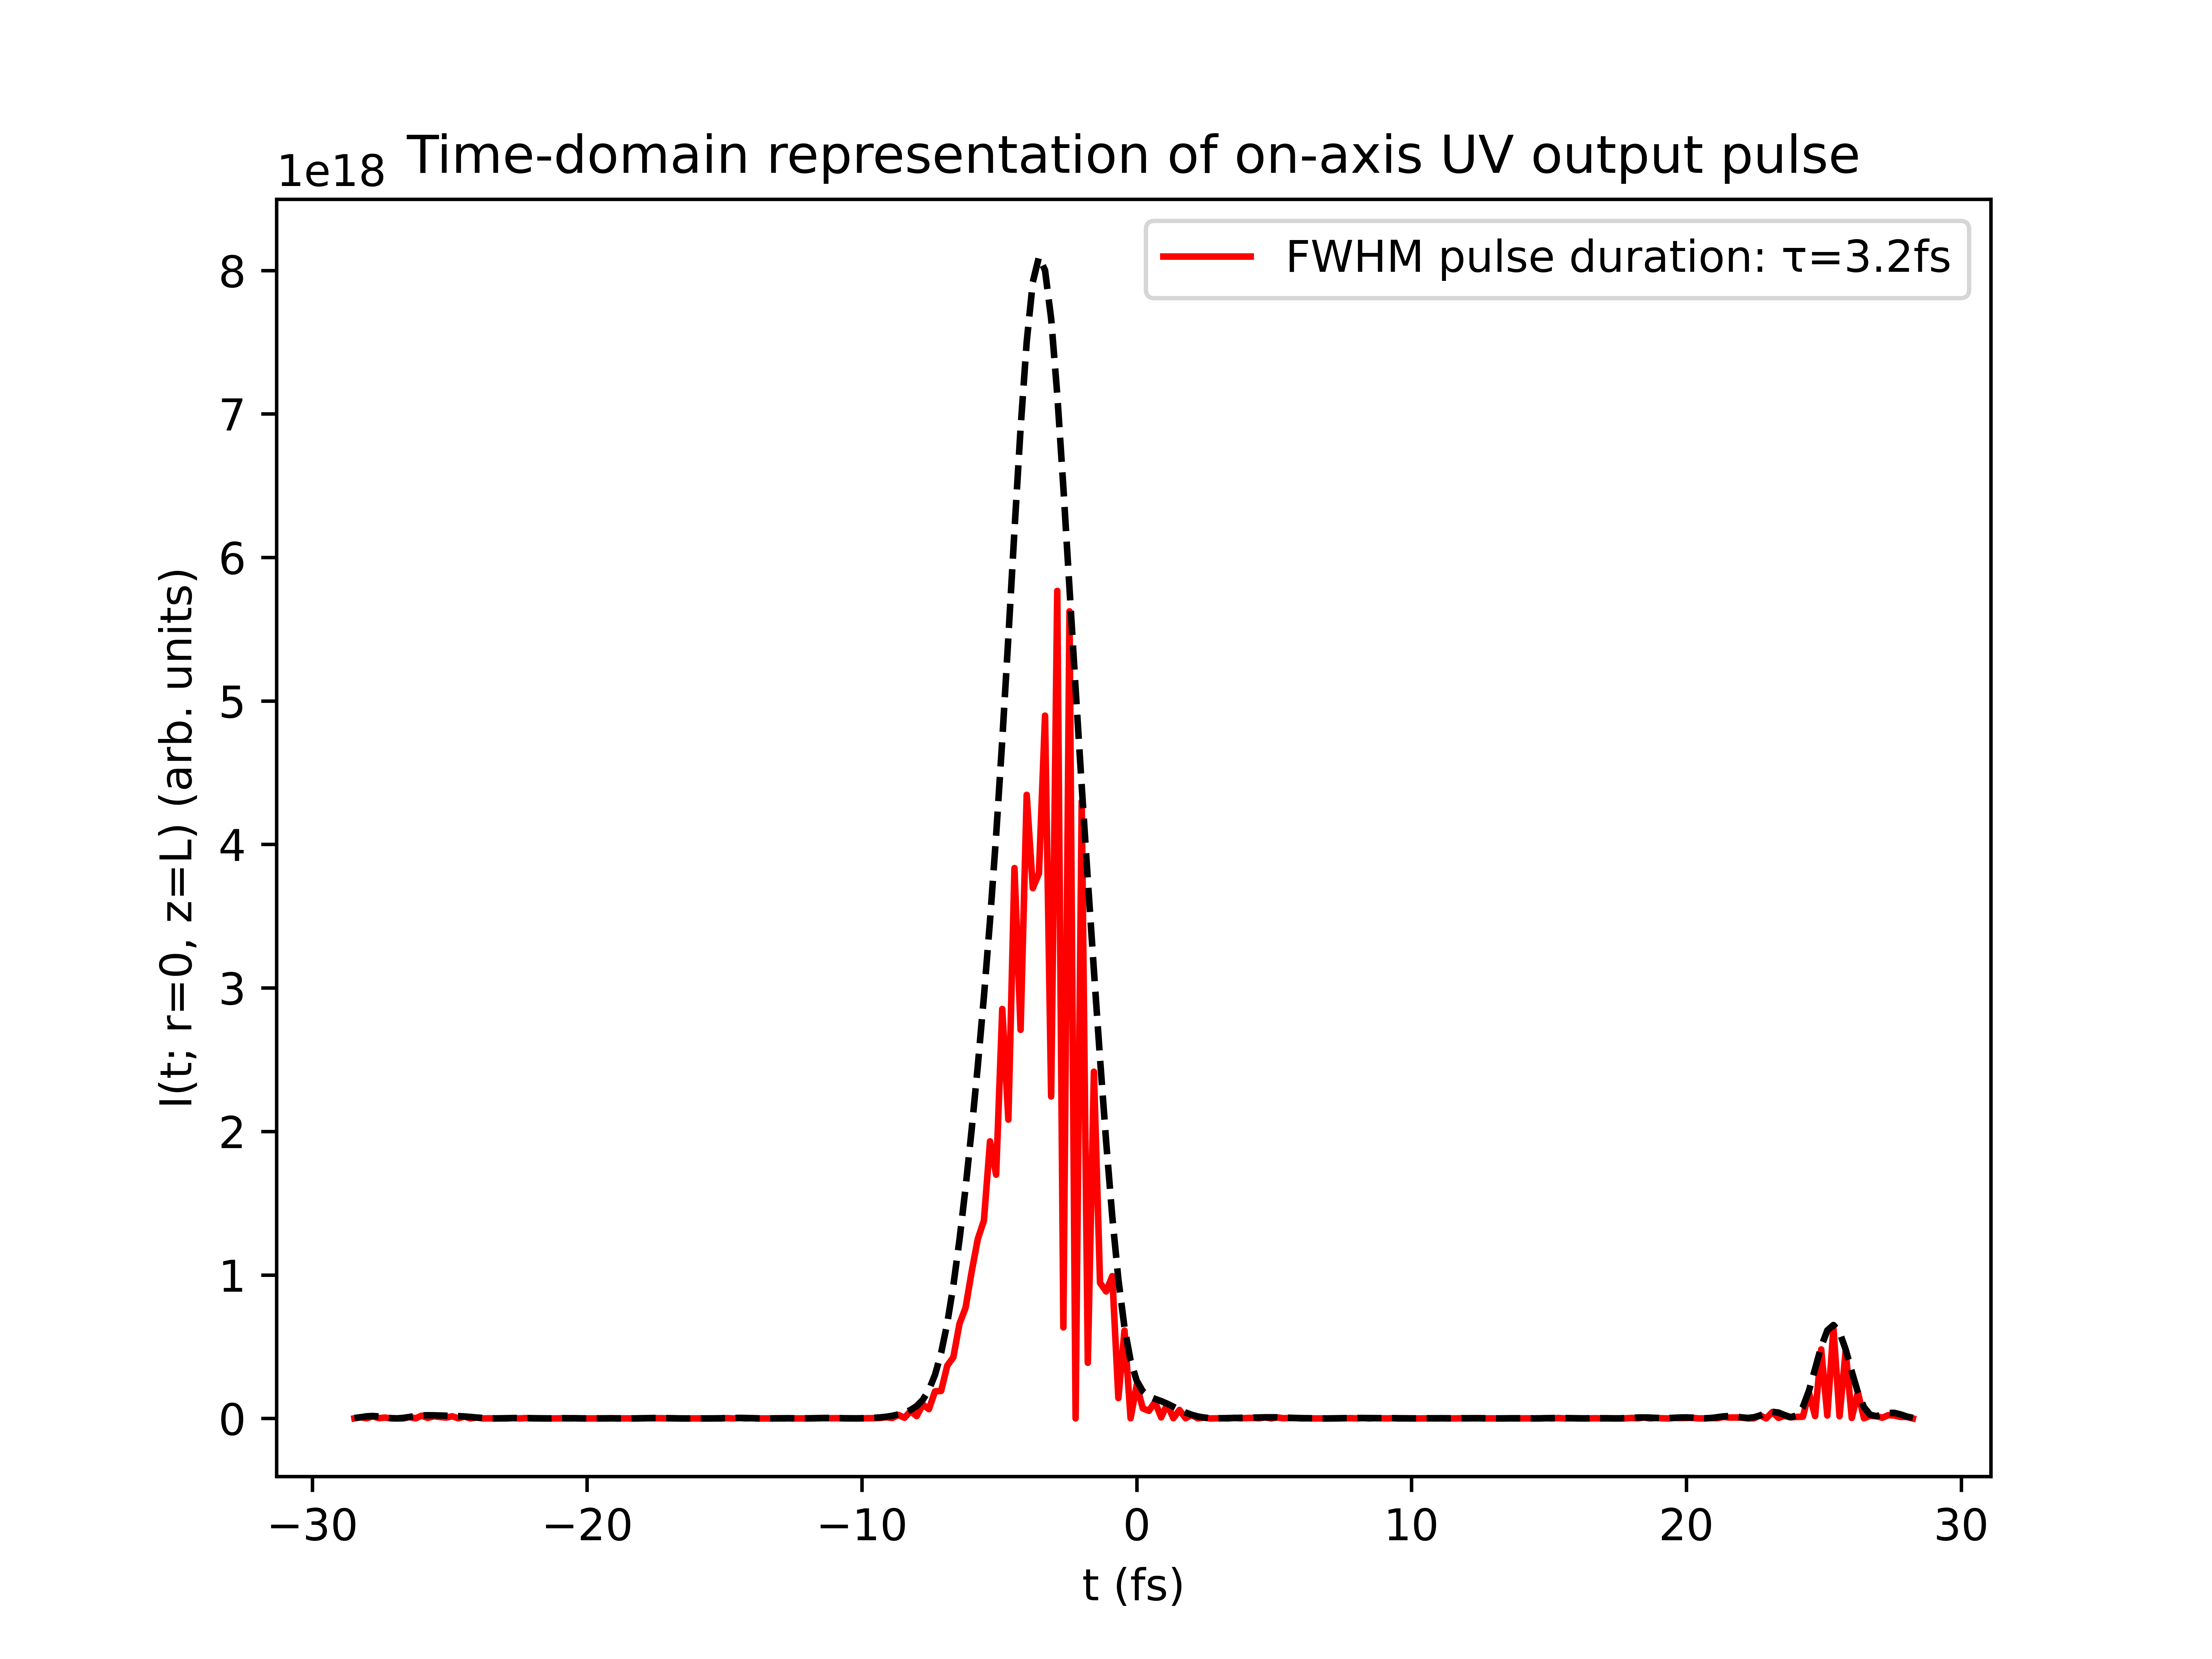 Time-domain representation of on-axis UV output pulse
1e18
FWHM pulse duration: τ=3.2fs
8
7
6
5
4
3
2
1
0
I(t; r=0, z=L) (arb. units)
−30 −20 −10 0 10 20 30
t (fs)